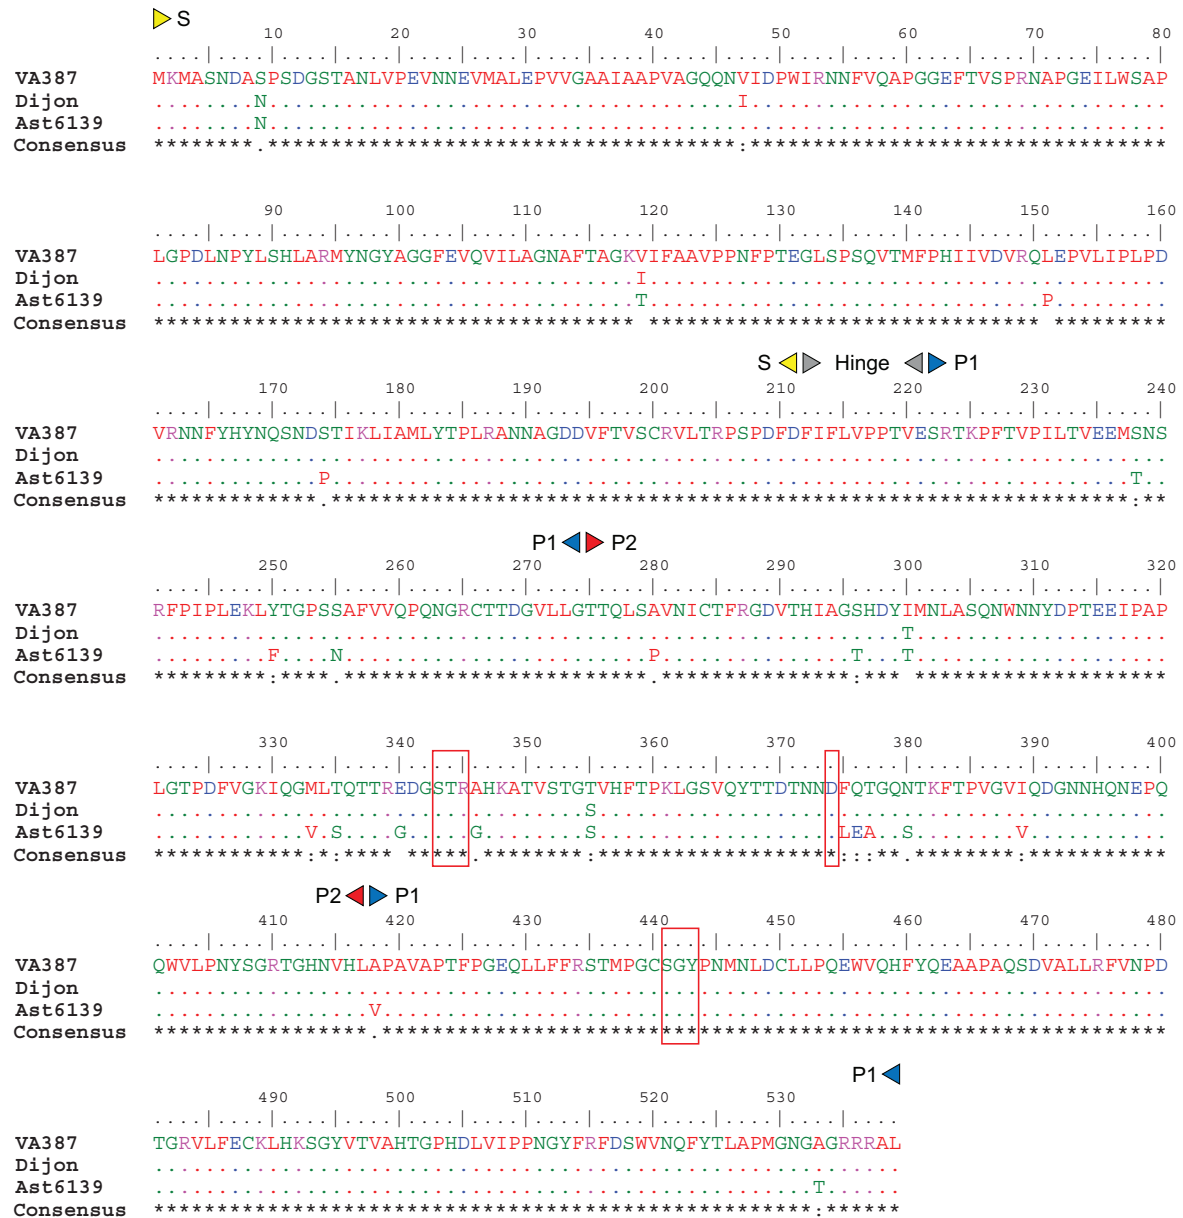 S
10 20 30 40 50 60 70 80
....|....|....|....|....|....|....|....|....|....|....|....|....|....|....|....|
VA387 MKMASNDASPSDGSTANLVPEVNNEVMALEPVVGAAIAAPVAGQQNVIDPWIRNNFVQAPGGEFTVSPRNAPGEILWSAP
Dijon ........N.....................................I.................................
Ast6139 ........N.......................................................................
Consensus ********.*************************************:*********************************
90 100 110 120 130 140 150 160
....|....|....|....|....|....|....|....|....|....|....|....|....|....|....|....|
VA387 LGPDLNPYLSHLARMYNGYAGGFEVQVILAGNAFTAGKVIFAAVPPNFPTEGLSPSQVTMFPHIIVDVRQLEPVLIPLPD
Dijon ......................................I.........................................
Ast6139 ......................................T...............................P.........
Consensus ************************************** ******************************* *********
S Hinge P1
170 180 190 200 210 220 230 240
....|....|....|....|....|....|....|....|....|....|....|....|....|....|....|....|
VA387 VRNNFYHYNQSNDSTIKLIAMLYTPLRANNAGDDVFTVSCRVLTRPSPDFDFIFLVPPTVESRTKPFTVPILTVEEMSNS
Dijon ................................................................................
Ast6139 .............P...............................................................T..
Consensus *************.***************************************************************:**
P1 P2
250 260 270 280 290 300 310 320
....|....|....|....|....|....|....|....|....|....|....|....|....|....|....|....|
VA387 RFPIPLEKLYTGPSSAFVVQPQNGRCTTDGVLLGTTQLSAVNICTFRGDVTHIAGSHDYIMNLASQNWNNYDPTEEIPAP
Dijon ...........................................................T....................
Ast6139 .........F....N........................P...............T...T....................
Consensus *********:****.************************.***************:*** ********************
330 340 350 360 370 380 390 400
....|....|....|....|....|....|....|....|....|....|....|....|....|....|....|....|
VA387 LGTPDFVGKIQGMLTQTTREDGSTRAHKATVSTGTVHFTPKLGSVQYTTDTNNDFQTGQNTKFTPVGVIQDGNNHQNEPQ
Dijon ..................................S.............................................
Ast6139 ............V.S....G.....G........S...................LEA..S........V...........
Consensus ************:*:**** *****.********:*******************:::**.********:***********
P2 P1
410 420 430 440 450 460 470 480
....|....|....|....|....|....|....|....|....|....|....|....|....|....|....|....|
VA387 QWVLPNYSGRTGHNVHLAPAVAPTFPGEQLLFFRSTMPGCSGYPNMNLDCLLPQEWVQHFYQEAAPAQSDVALLRFVNPD
Dijon ................................................................................
Ast6139 .................V..............................................................
Consensus *****************.**************************************************************
P1
490 500 510 520 530
....|....|....|....|....|....|....|....|....|....|....|....
VA387 TGRVLFECKLHKSGYVTVAHTGPHDLVIPPNGYFRFDSWVNQFYTLAPMGNGAGRRRAL
Dijon ...........................................................
Ast6139 ....................................................T......
Consensus ****************************************************:******